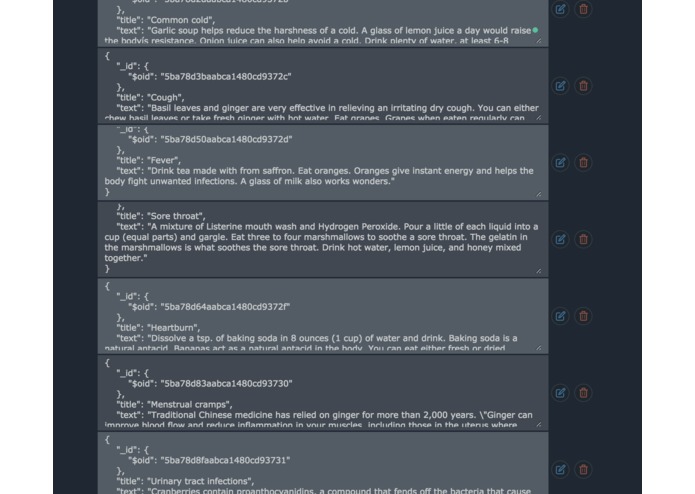 "title": "Common cold",
"text": "Garlic soup helps reduce the harshness of a cold. A glass of lemon juice a day would raise
the bodyís resistance. Onion juice can also help avoid a cold. Drink plenty of water, at least 6-8
{
"_id": {
"$oid": "5ba78d3baabca1480cd9372c"
},
"title": "Cough",
"text": "Basil leaves and ginger are very effective in relieving an irritating dry cough. You can either
chew basil leaves or take fresh ginger with hot water. Eat grapes. Grapes when eaten regularly can
"_id": {
"$oid": "5ba78d50aabca1480cd9372d"
},
"title": "Fever",
"text": "Drink tea made with from saffron. Eat oranges. Oranges give instant energy and helps the
body fight unwanted infections. A glass of milk also works wonders."
}
},
"title": "Sore throat",
"text": "A mixture of Listerine mouth wash and Hydrogen Peroxide. Pour a little of each liquid into a
cup (equal parts) and gargle. Eat three to four marshmallows to soothe a sore throat. The gelatin in
the marshmallows is what soothes the sore throat. Drink hot water, lemon juice, and honey mixed
together."
}
{
"_id": {
"$oid": "5ba78d64aabca1480cd9372f"
},
"title": "Heartburn",
"text": "Dissolve a tsp. of baking soda in 8 ounces (1 cup) of water and drink. Baking soda is a
natural antacid. Bananas act as a natural antacid in the body. You can eat either fresh or dried
{
"_id": {
"$oid": "5ba78d83aabca1480cd93730"
},
"title": "Menstrual cramps",
"text": "Traditional Chinese medicine has relied on ginger for more than 2,000 years. \"Ginger can
improve blood flow and reduce inflammation in your muscles, including those in the uterus where
{
"_id": {
"$oid": "5ba78d8faabca1480cd93731"
},
"title": "Urinary tract infections",
"text": "Cranberries contain proanthocyanidins, a compound that fends off the bacteria that cause